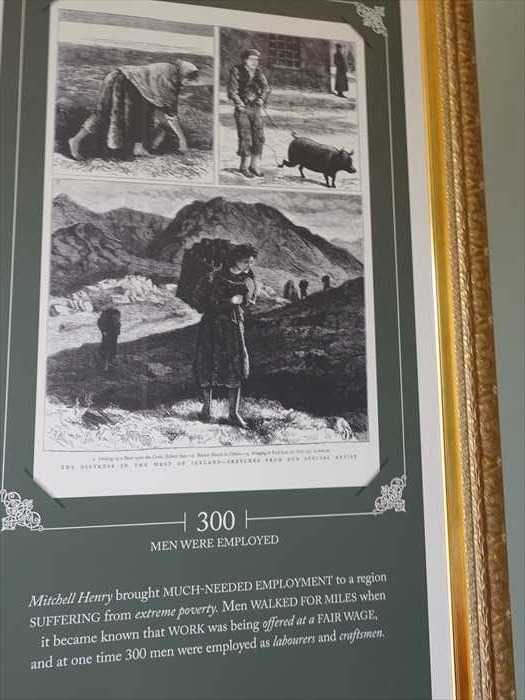 THE DISTRESS IN THE WEST OF IRELAND—SKETCHES FROM OUR SPECIAL ARTIST
300
MEN WERE EMPLOYED
Mitchell Henry brought MUCH-NEEDED EMPLOYMENT to a region
SUFFERING from extreme poverty. Men WALKED FOR MILES when
it became known that WORK was being offered at a FAIR WAGE,
and at one time 300 men were employed as labourers and craftsmen.